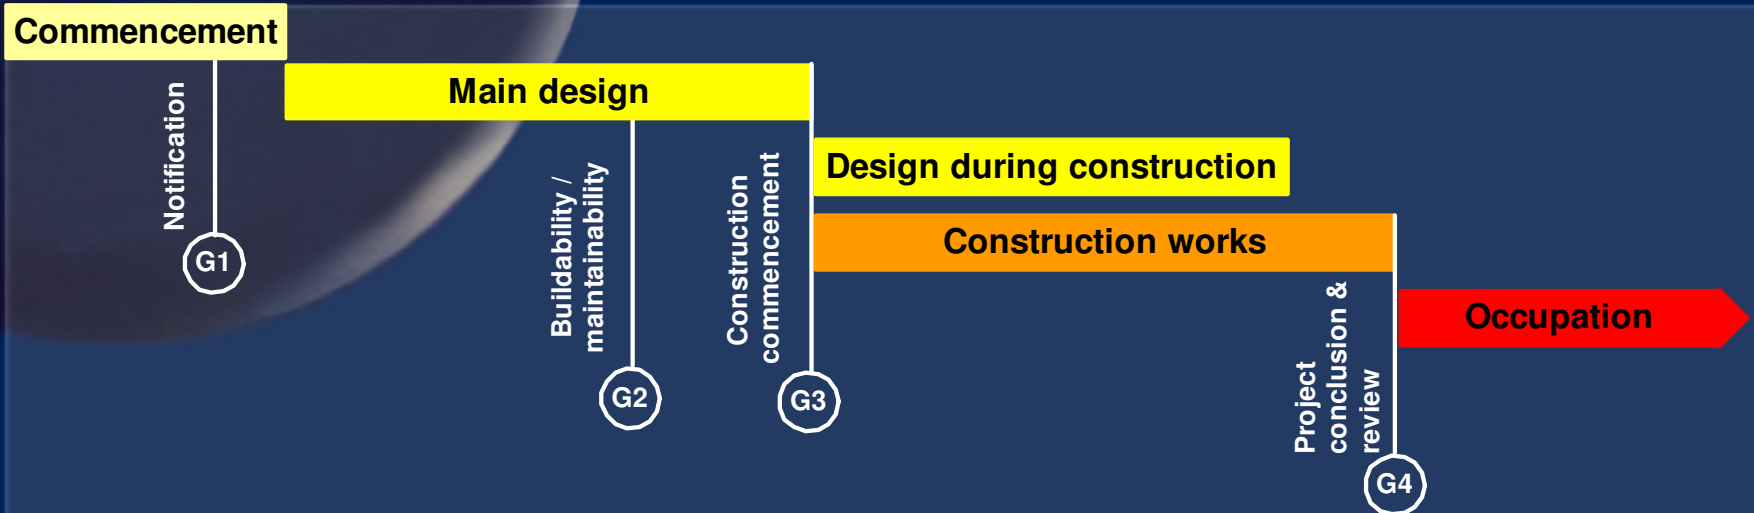 Commencement
Notification
G1
Main design
Buildability /
maintainability
G2
Construction
commencement
G3
Design during construction
Construction works
Project
conclusion &
review
G4
Occupation